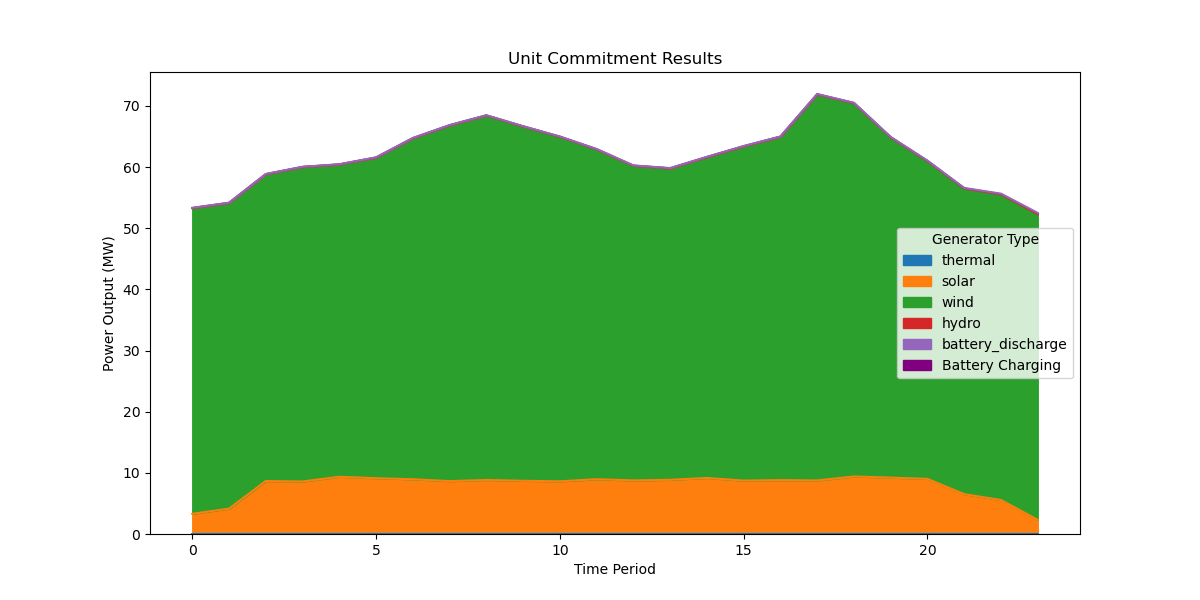 Unit Commitment Results
Power Output (MW)
70
60
50
40
30
20
10
0
Generator Type
thermal
solar
wind
hydro
battery_discharge
Battery Charging
0 5 10 15 20
Time Period